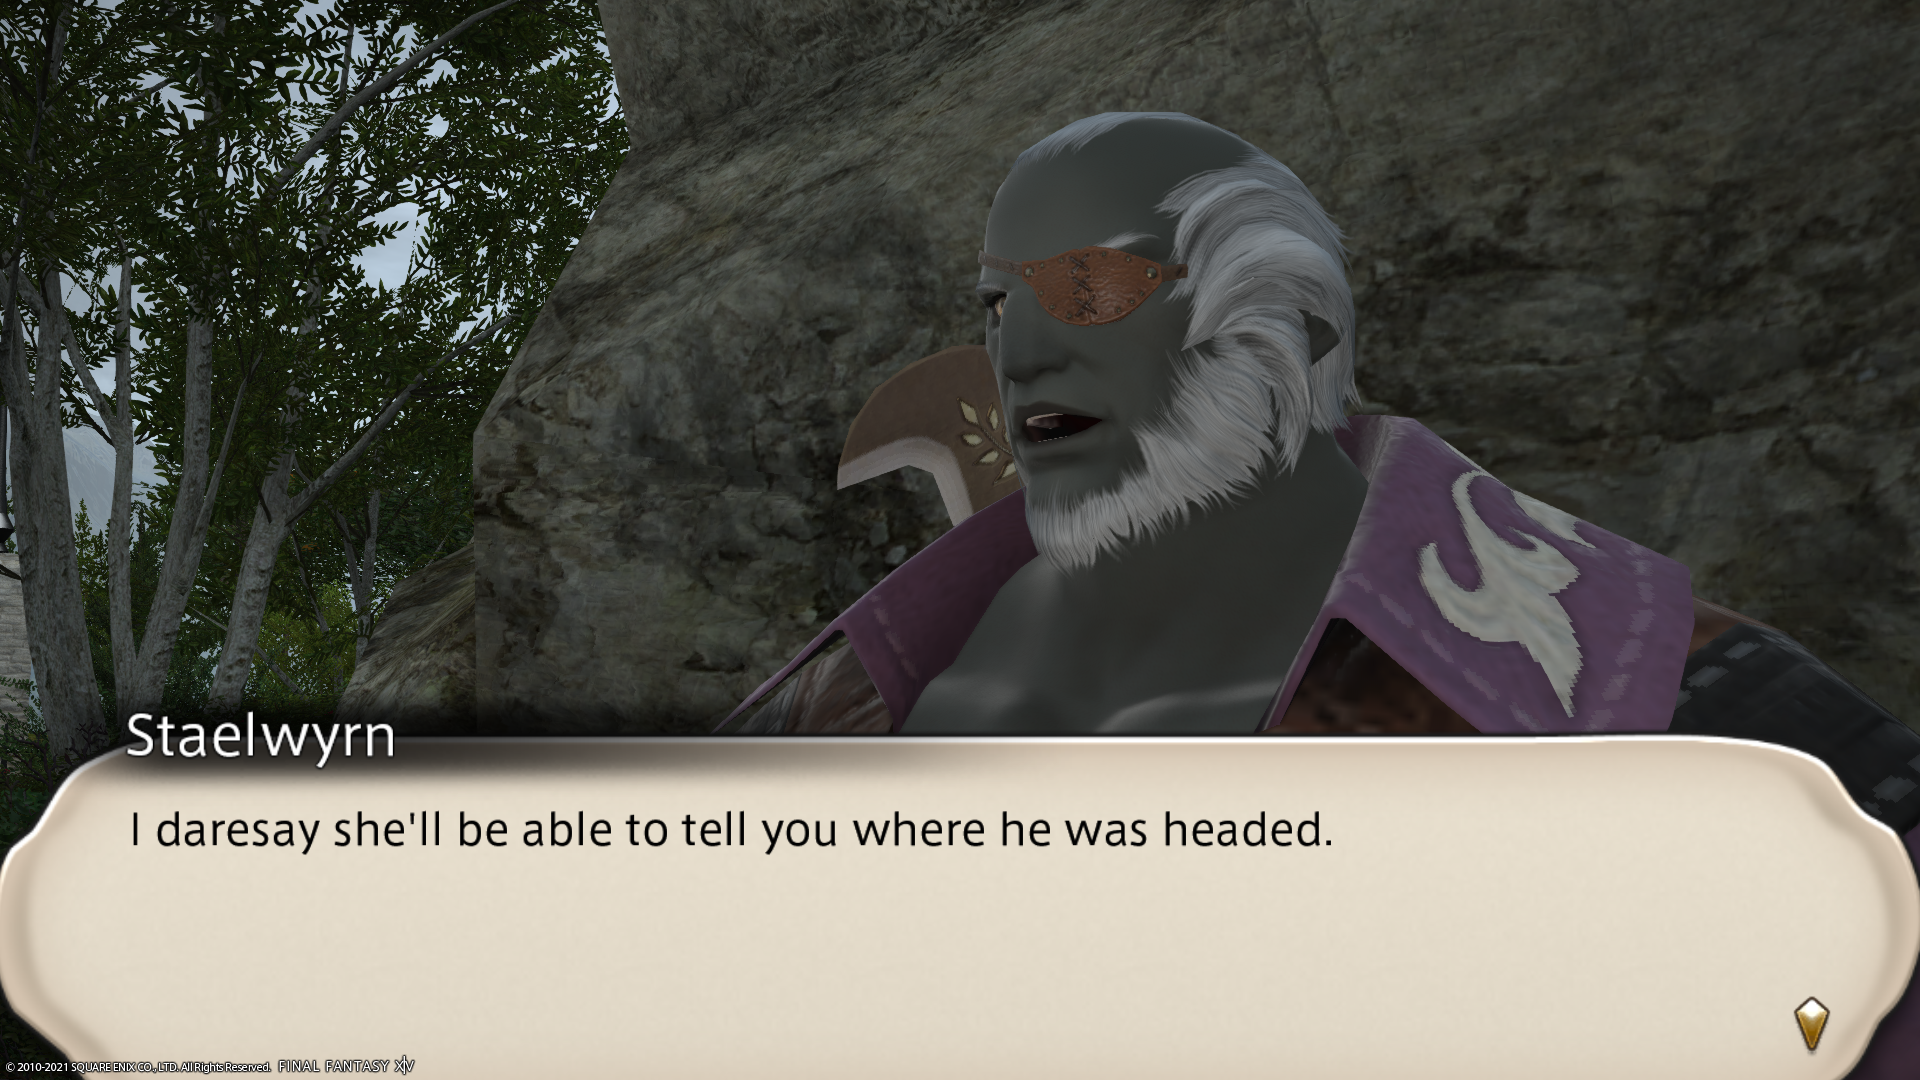 Staelwyrn
I daresay she'll be able to tell you where he was headed.
© 2010-2021 SQUARE ENIX CO., LTD. All Rights Reserved. FINAL FANTASY XIV